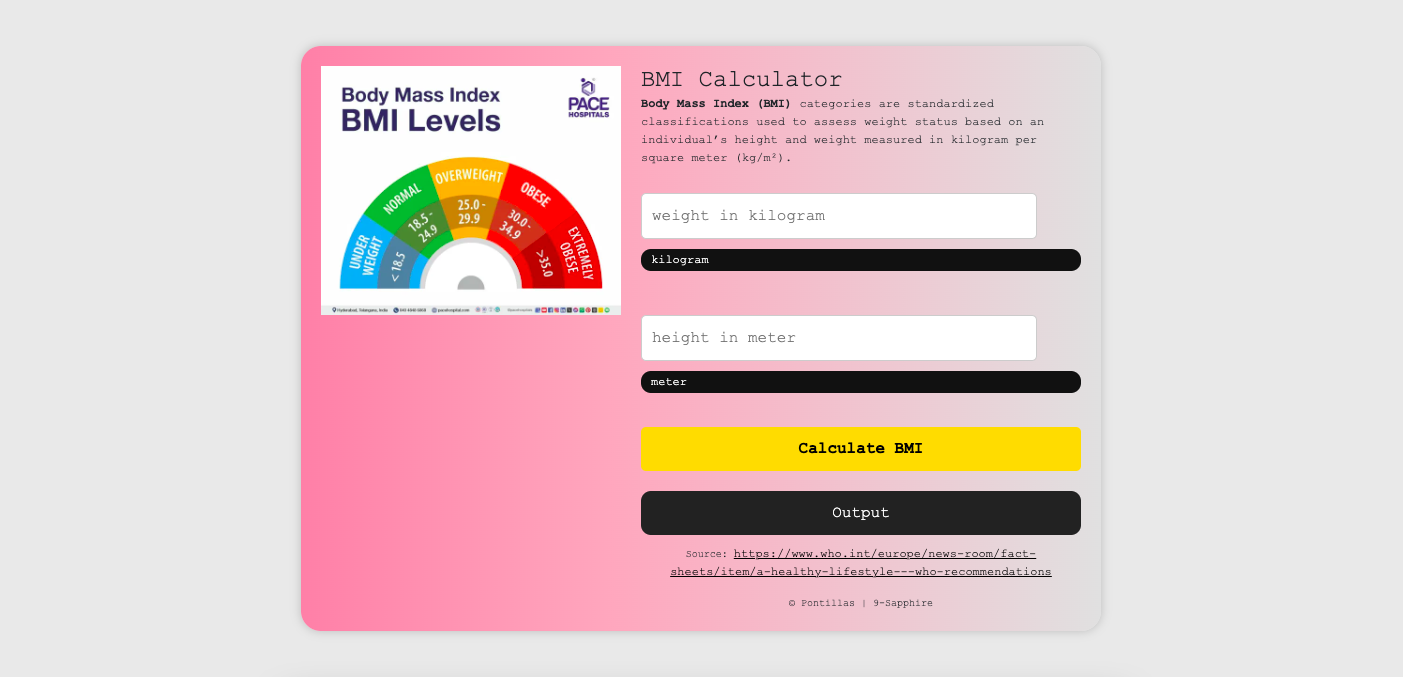 Body Mass Index
BMI Levels
PACE
HOSPITALS
UNDER
WEIGHT
< 18.5
NORMAL
18.5 -
24.9
OVERWEIGHT
25.0 -
29.9
OBESE
30.0 -
34.9
EXTREMELY
OBESE
>35.0
BMI Calculator
Body Mass Index (BMI) categories are standardized
classifications used to assess weight status based on an
individual’s height and weight measured in kilogram per
square meter (kg/m²).
weight in kilogram
kilogram
height in meter
meter
Calculate BMI
Output
Source: https://www.who.int/europe/news-room/fact-
sheets/item/a-healthy-lifestyle---who-recommendations
© Pontillas | 9-Sapphire